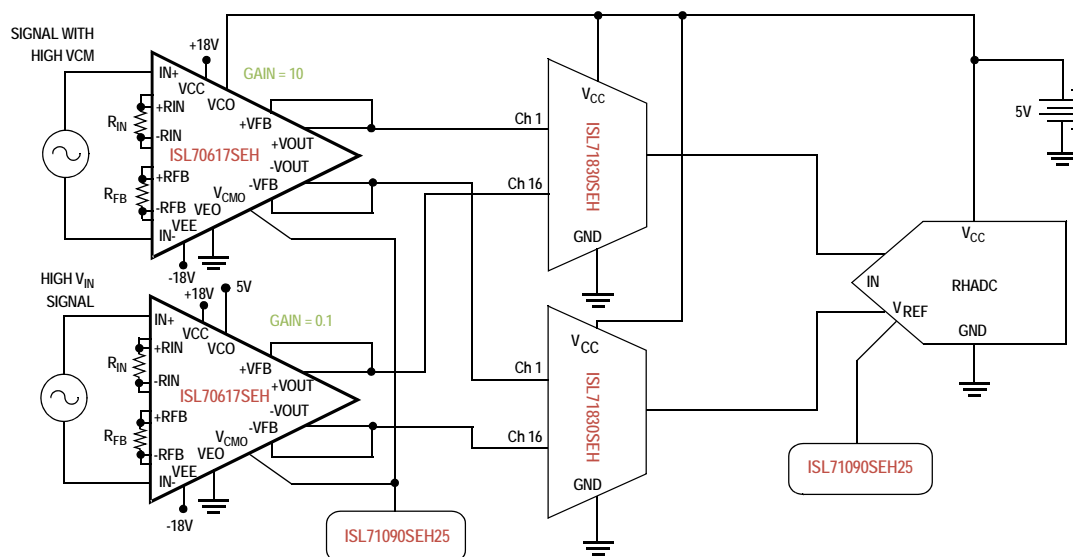 SIGNAL WITH
HIGH VCM
+18V
GAIN = 10
IN+
VCC
VCO
+RIN
RIN
-RIN
+VFB
+VOUT
ISL70617SEH
-VOUT
+RFB
RFB
-RFB
VCMO
-VFB
VEO
VEE
IN-
-18V
Ch 1
VCC
ISL71830SEH
Ch 16
GND
5V
VCC
IN
RHADC
VREF
GND
HIGH VIN
SIGNAL
+18V
5V
GAIN = 0.1
IN+
VCC
VCO
+RIN
RIN
-RIN
+VFB
+VOUT
ISL70617SEH
-VOUT
+RFB
RFB
-RFB
VCMO
-VFB
VEO
VEE
IN-
-18V
VCC
Ch 1
ISL71830SEH
Ch 16
GND
ISL71090SEH25
ISL71090SEH25